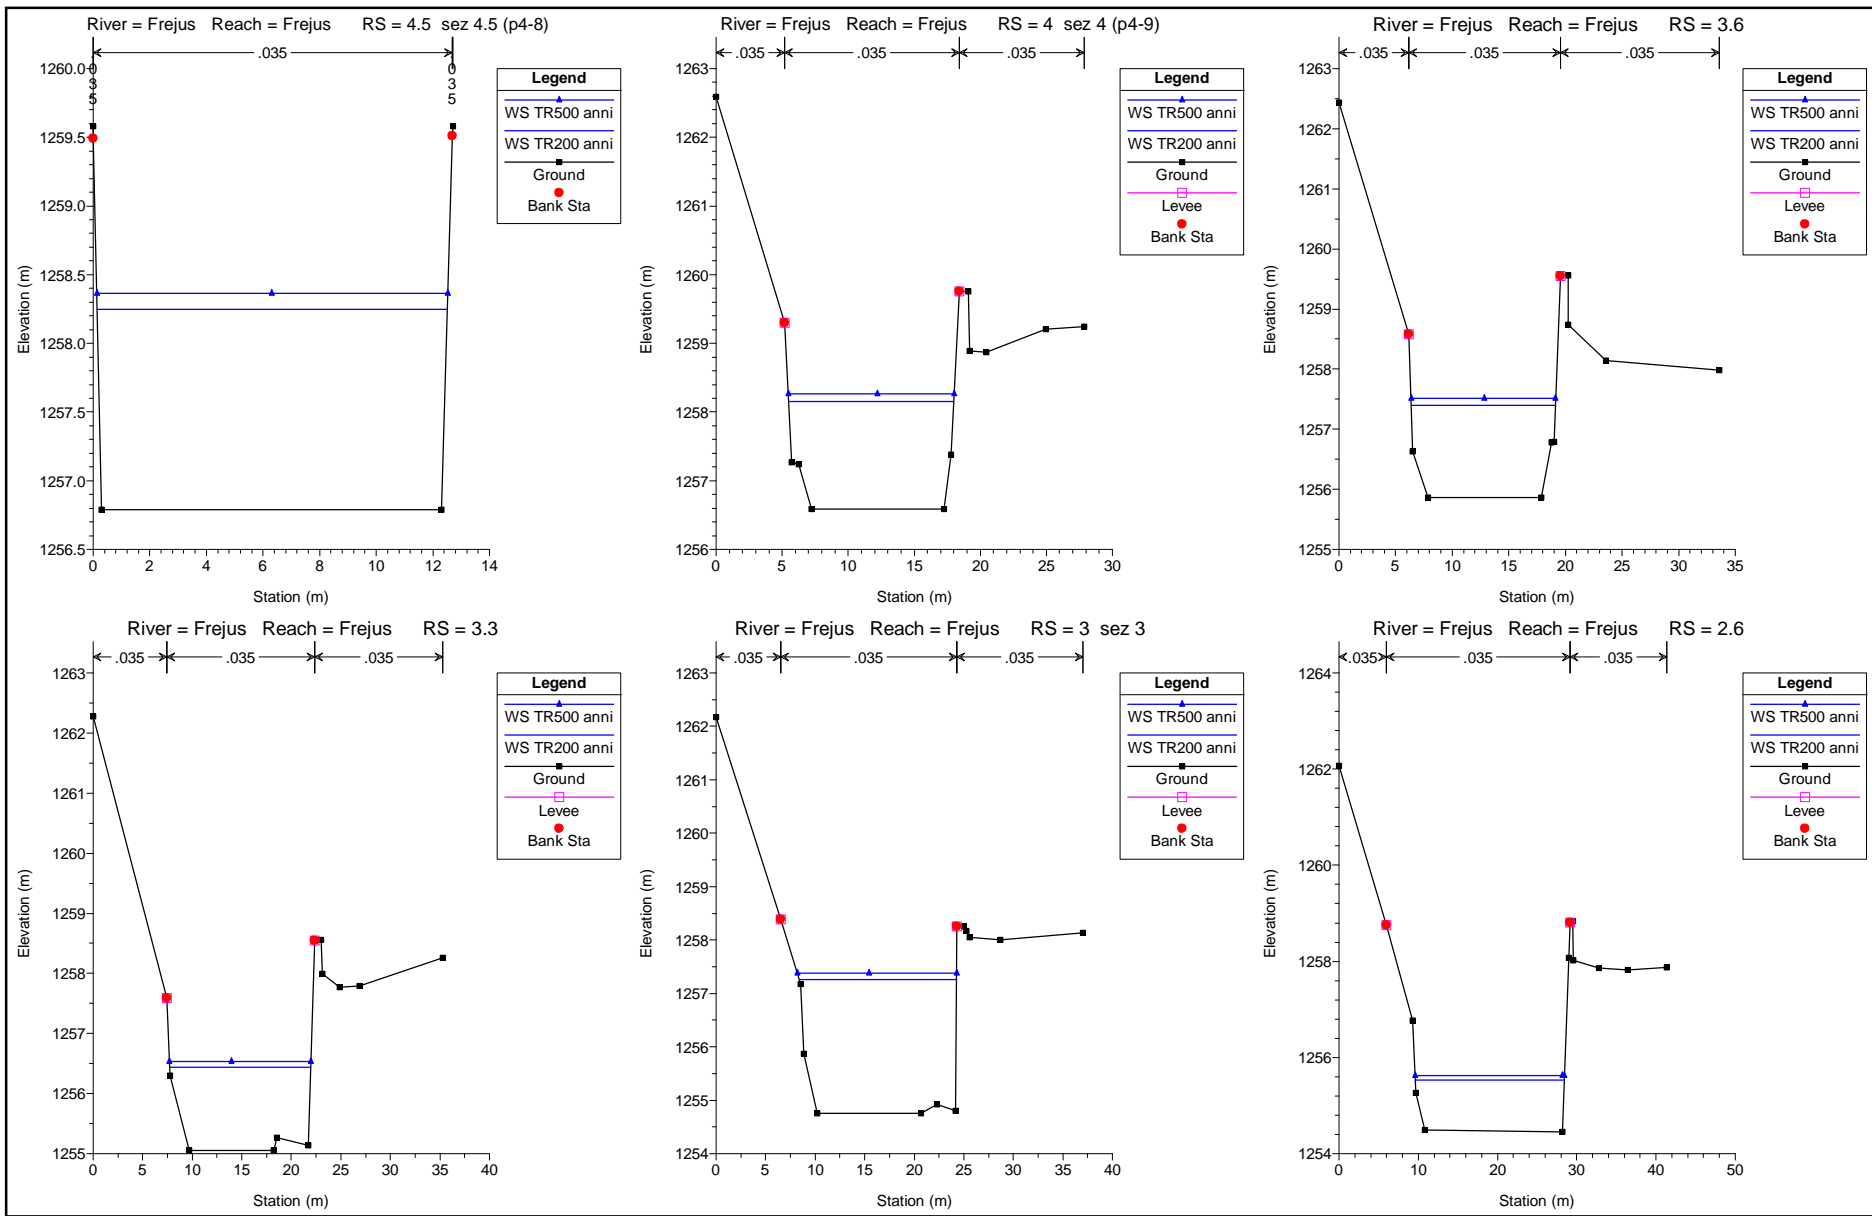 River = Frejus Reach = Frejus RS = 4.5 sez 4.5 (p4-8)
.035
.035
.035
1260.0
1259.5
1259.0
1258.5
1258.0
1257.5
1257.0
1256.5
0 2 4 6 8 10 12 14
Station (m)
Elevation (m)
Legend
WS TR500 anni
WS TR200 anni
Ground
Bank Sta
River = Frejus Reach = Frejus RS = 4 sez 4 (p4-9)
.035 .035 .035
1263
1262
1261
1260
1259
1258
1257
1256
0 5 10 15 20 25 30
Station (m)
Elevation (m)
Legend
WS TR500 anni
WS TR200 anni
Ground
Levee
Bank Sta
River = Frejus Reach = Frejus RS = 3.6
.035 .035 .035
1263
1262
1261
1260
1259
1258
1257
1256
1255
0 5 10 15 20 25 30 35
Station (m)
Elevation (m)
Legend
WS TR500 anni
WS TR200 anni
Ground
Levee
Bank Sta
River = Frejus Reach = Frejus RS = 3.3
.035 .035 .035
1263
1262
1261
1260
1259
1258
1257
1256
1255
0 5 10 15 20 25 30 35 40
Station (m)
Elevation (m)
Legend
WS TR500 anni
WS TR200 anni
Ground
Levee
Bank Sta
River = Frejus Reach = Frejus RS = 3 sez 3
.035 .035 .035
1263
1262
1261
1260
1259
1258
1257
1256
1255
1254
0 5 10 15 20 25 30 35 40
Station (m)
Elevation (m)
Legend
WS TR500 anni
WS TR200 anni
Ground
Levee
Bank Sta
River = Frejus Reach = Frejus RS = 2.6
.035 .035 .035
1264
1262
1260
1258
1256
1254
0 10 20 30 40 50
Station (m)
Elevation (m)
Legend
WS TR500 anni
WS TR200 anni
Ground
Levee
Bank Sta